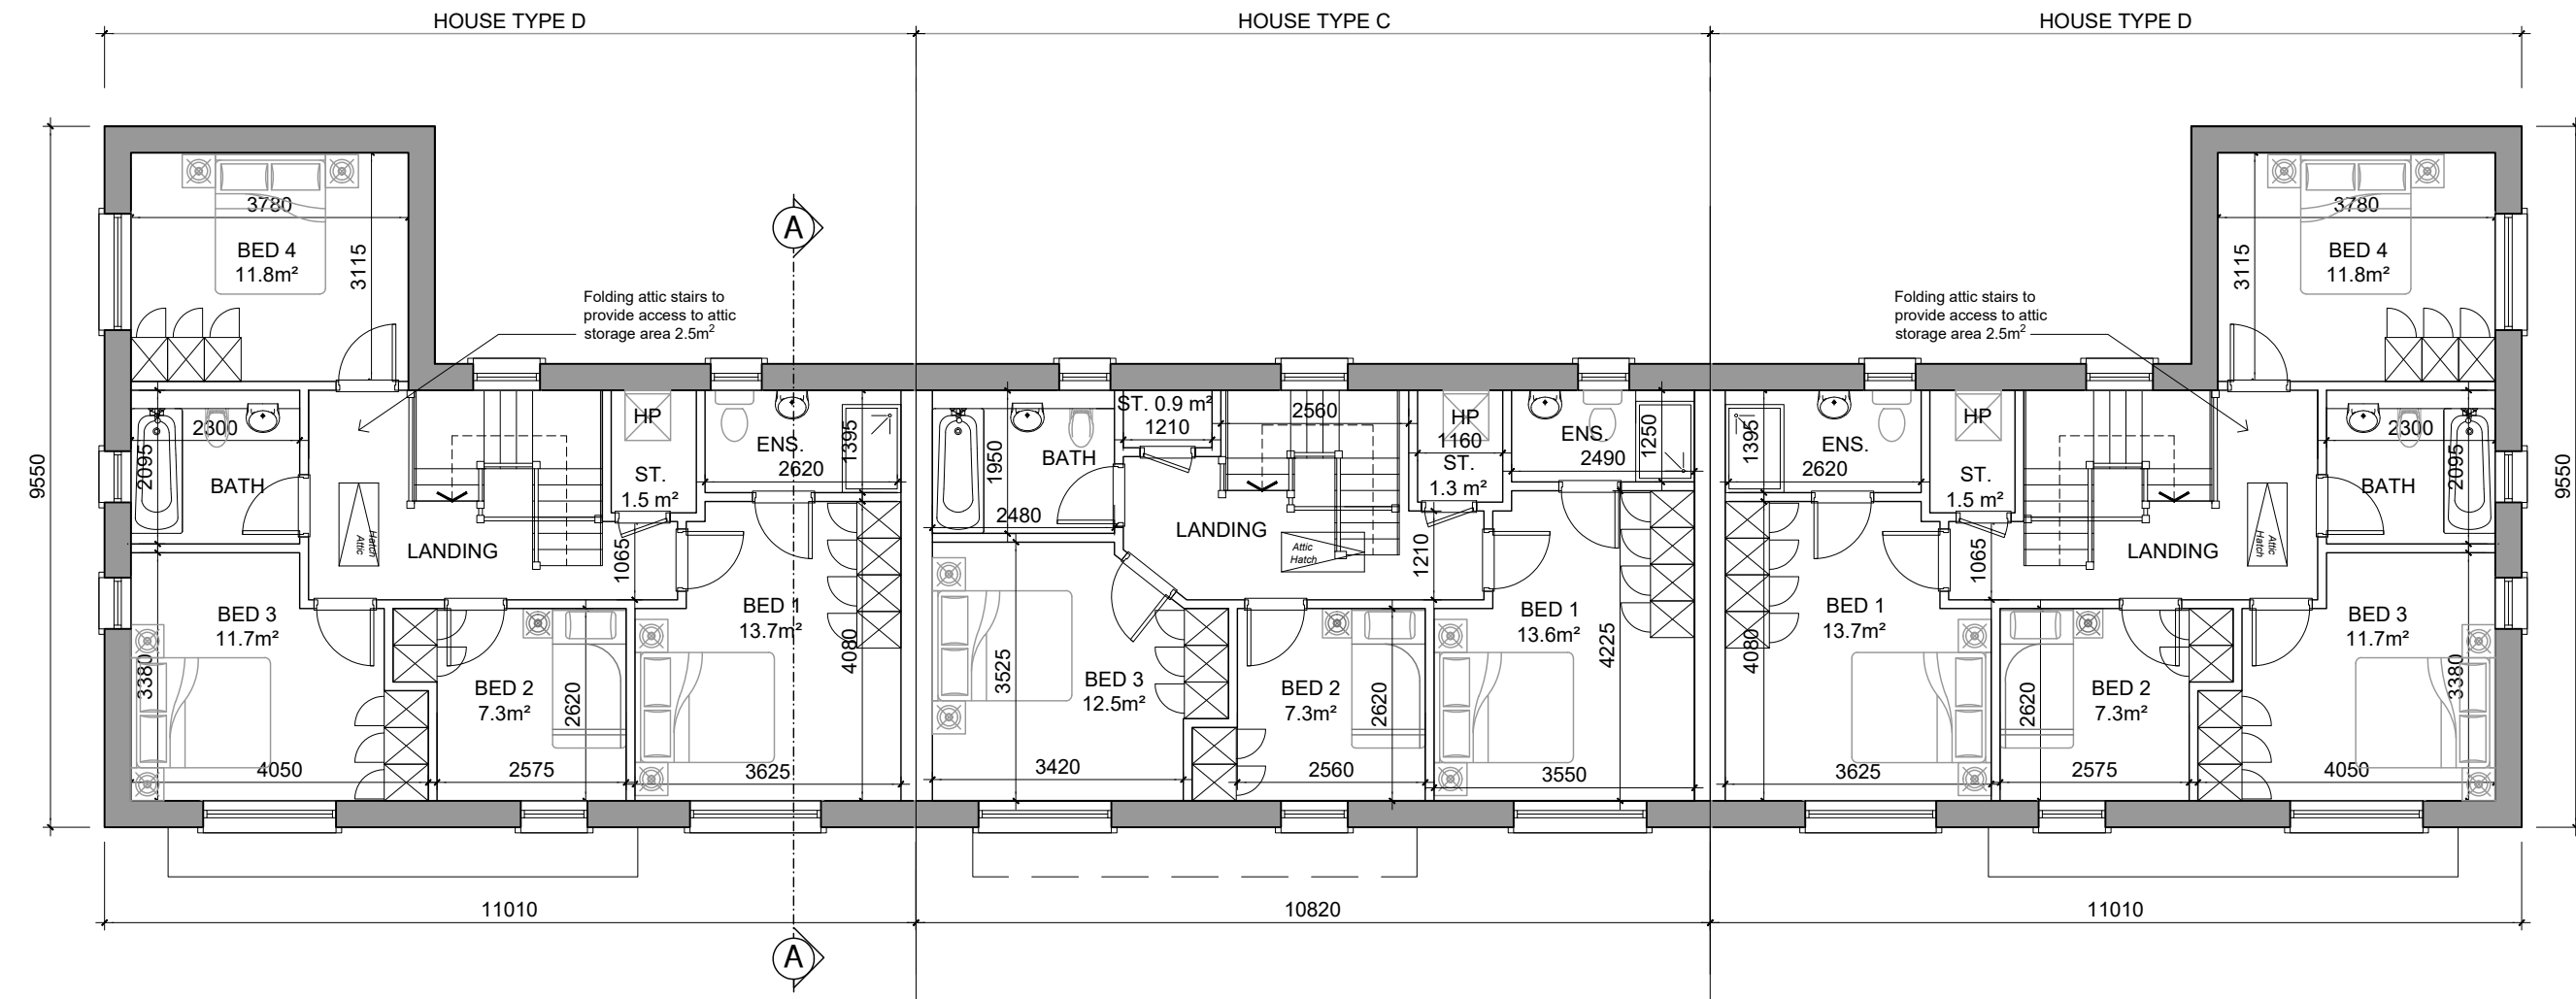 HOUSE TYPE D
HOUSE TYPE C
HOUSE TYPE D
9550
3780
BED 4
11.8m²
3115
A
Folding attic stairs to
provide access to attic
storage area 2.5m²
2300
2095
BATH
HP
ST.
1.5 m²
ENS.
2620
1395
Attic
Hatch
LANDING
1065
BED 3
11.7m²
3380
4050
BED 2
7.3m²
2620
2575
BED 1
13.7m²
4080
3625
1950
BATH
2480
ST. 0.9 m²
1210
2560
HP
1160
ST.
1.3 m²
ENS.
2490
1250
LANDING
Attic
Hatch
1210
BED 3
12.5m²
3525
3420
BED 2
7.3m²
2620
2560
BED 1
13.6m²
4225
3550
3780
BED 4
11.8m²
3115
Folding attic stairs to
provide access to attic
storage area 2.5m²
1395
ENS.
2620
HP
ST.
1.5 m²
2300
2095
BATH
Attic
Hatch
LANDING
1065
BED 1
13.7m²
4080
3625
BED 2
7.3m²
2620
2575
BED 3
11.7m²
3380
4050
9550
11010
10820
11010
A